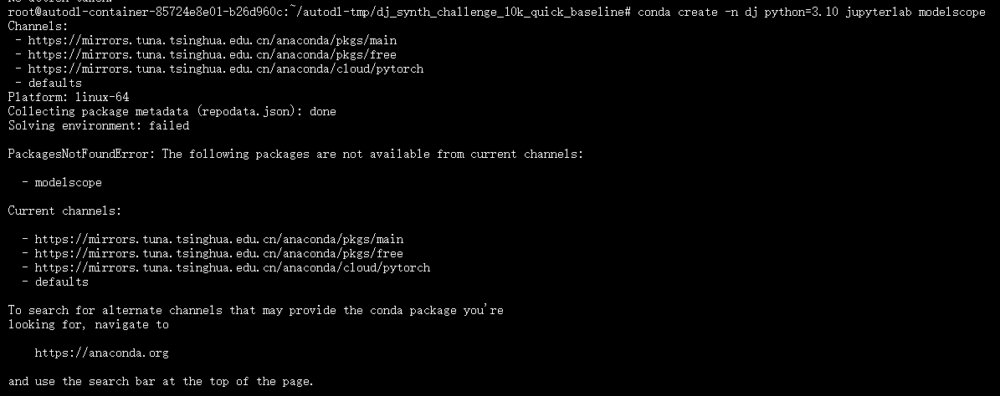 No action taken.
root@autodl-container-85724e8e01-b26d960c:~/autodl-tmp/dj_synth_challenge_10k_quick_baseline# conda create -n dj python=3.10 jupyterlab modelscope
Channels:
 - https://mirrors.tuna.tsinghua.edu.cn/anaconda/pkgs/main
 - https://mirrors.tuna.tsinghua.edu.cn/anaconda/pkgs/free
 - https://mirrors.tuna.tsinghua.edu.cn/anaconda/cloud/pytorch
 - defaults
Platform: linux-64
Collecting package metadata (repodata.json): done
Solving environment: failed
PackagesNotFoundError: The following packages are not available from current channels:
  - modelscope
Current channels:
  - https://mirrors.tuna.tsinghua.edu.cn/anaconda/pkgs/main
  - https://mirrors.tuna.tsinghua.edu.cn/anaconda/pkgs/free
  - https://mirrors.tuna.tsinghua.edu.cn/anaconda/cloud/pytorch
  - defaults
To search for alternate channels that may provide the conda package you're
looking for, navigate to
    https://anaconda.org
and use the search bar at the top of the page.